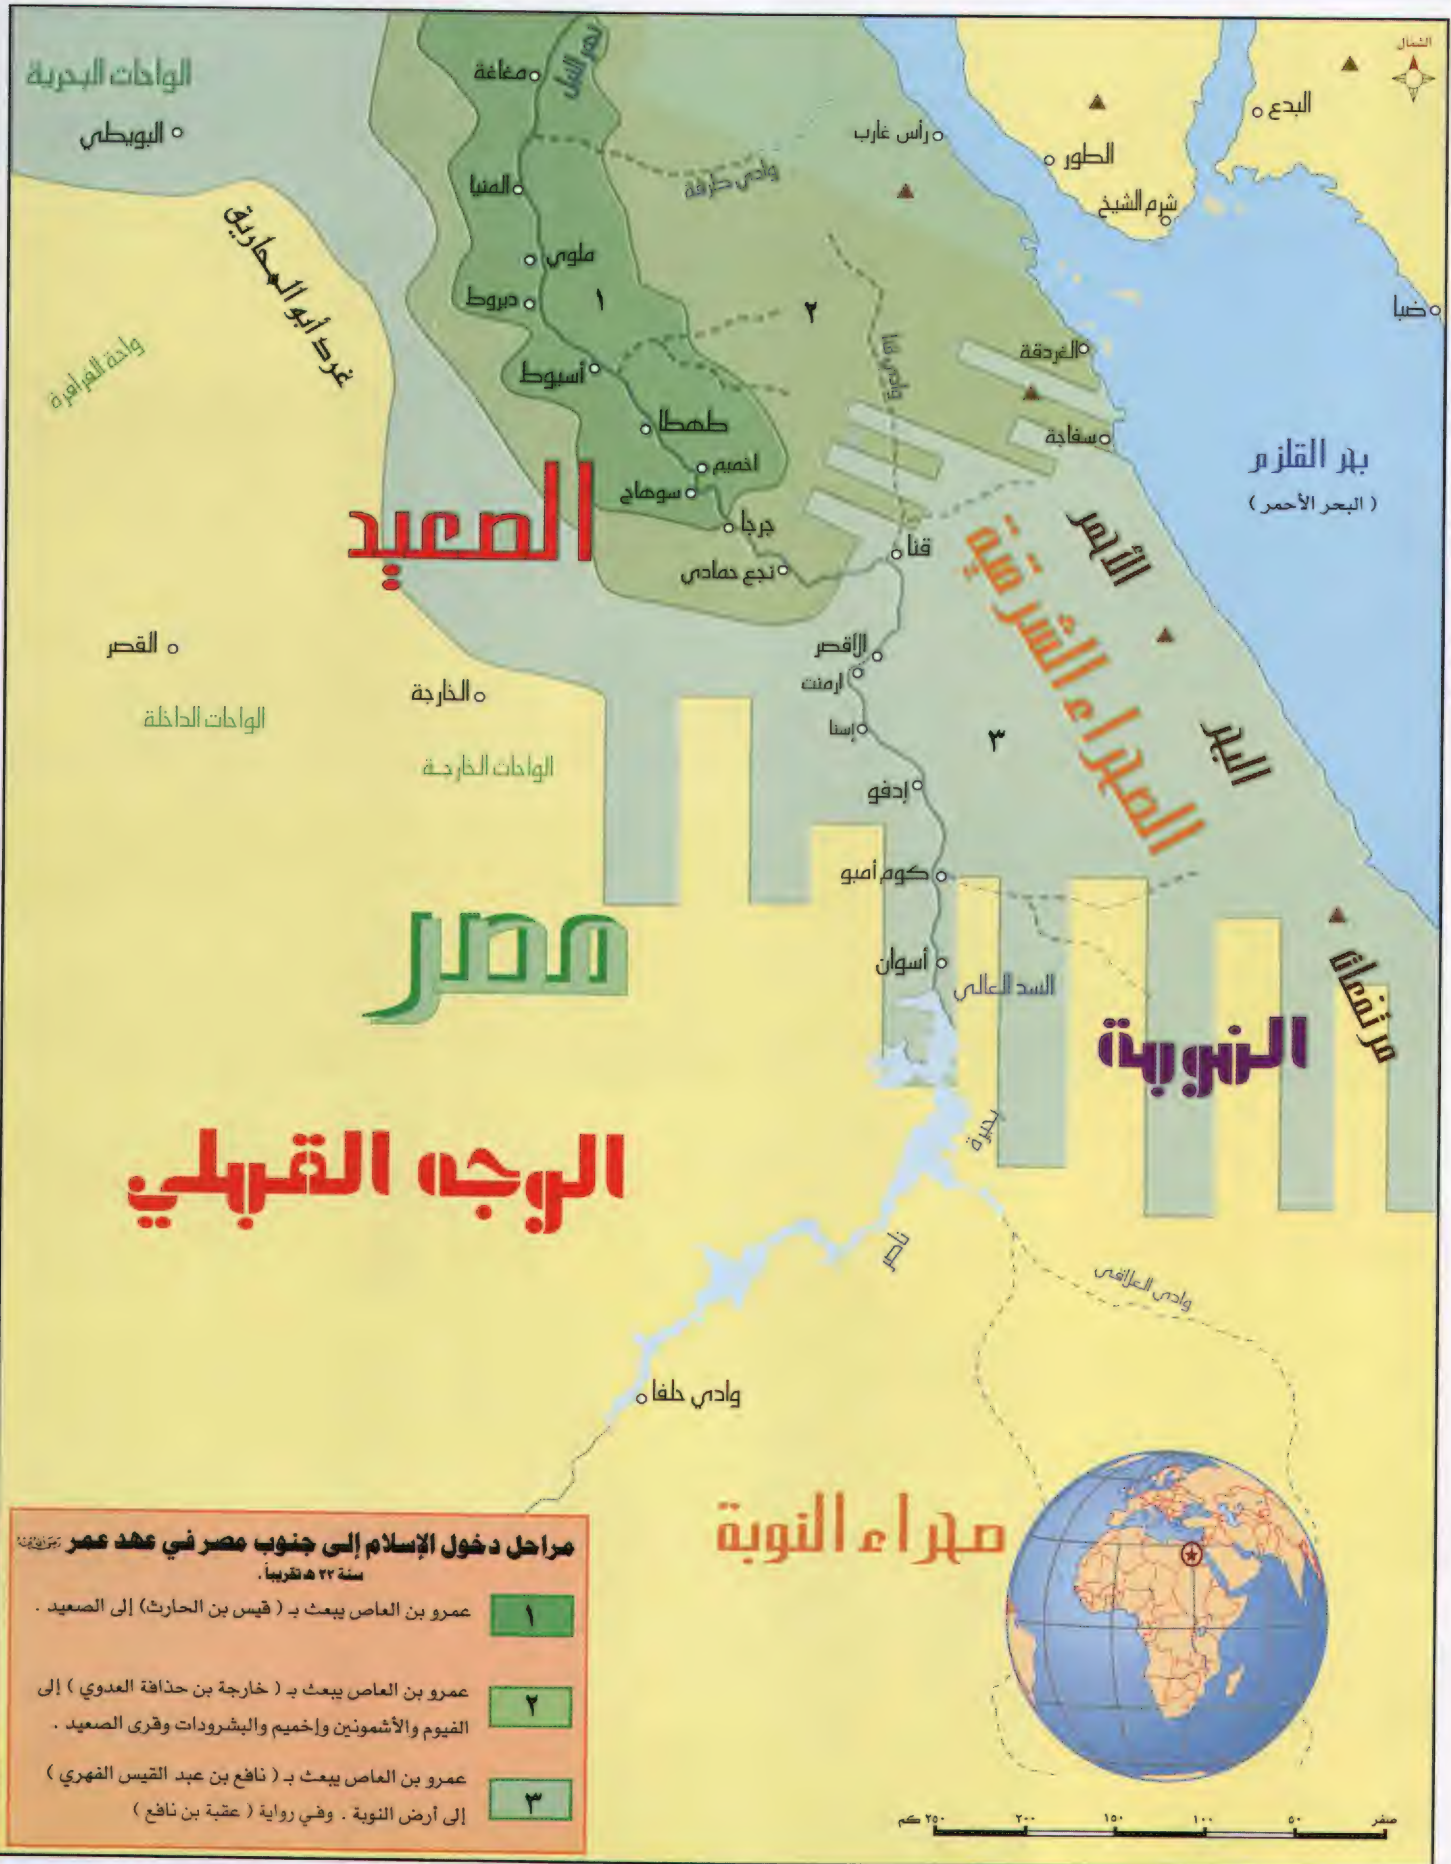 الشمال
الواحات البحرية
البويطي
مغاغة
نهر النيل
البدع
رأس غارب
الطور
شرم الشيخ
وادي طرفة
المنيا
غرد أبو المحاريق
ملوي
ديروط
١
٢
ضبا
واحة الفرافرة
وادي قنا
الغردقة
أسيوط
طهطا
سفاجة
بحر القلزم
(البحر الأحمر)
اخميم
سوهاج
جرجا
الصعيد
قنا
نجع حمادي
مرتفعات البحر الأحمر
الصحراء الشرقية
القصر
الأقصر
ارمنت
الخارجة
الواحات الداخلة
إسنا
٣
الواحات الخارجة
إدفو
كوم أمبو
مصر
أسوان
السد العالي
النوبة
الوجه القبلي
بحيرة
ناصر
وادي العلاقي
وادي حلفا
صحراء النوبة
مراحل دخول الإسلام إلى جنوب مصر في عهد عمر
سنة ٢٢ هـ تقريباً .
١
عمرو بن العاص يبعث بـ ( قيس بن الحارث) إلى الصعيد .
٢
عمرو بن العاص يبعث بـ ( خارجة بن حذافة العدوي ) إلى
الفيوم والأشمونين وإخميم والبشرودات وقرى الصعيد .
٣
عمرو بن العاص يبعث بـ ( نافع بن عبد القيس الفهري )
إلى أرض النوبة . وفي رواية ( عقبة بن نافع )
صفر ٥٠ ١٠٠ ١٥٠ ٢٠٠ ٢٥٠ كم